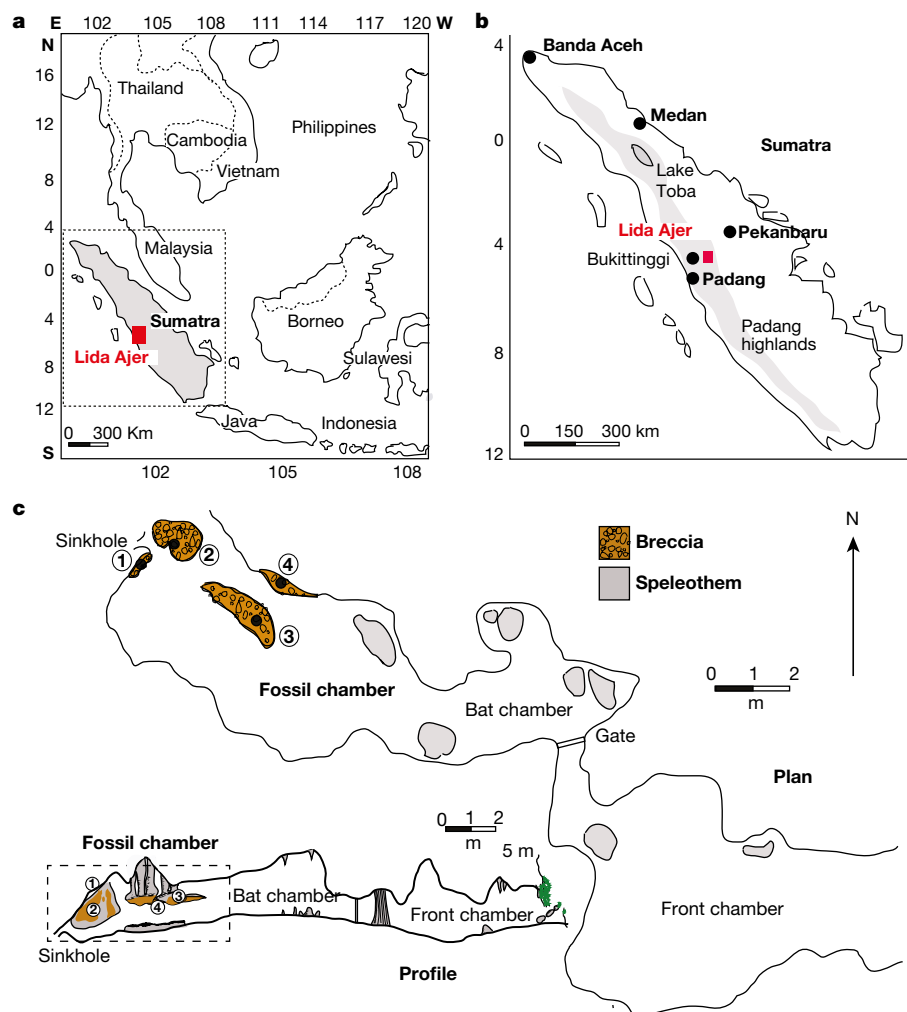 a
E 102 105 108 111 114 117 120 W
N
16
12
8
4
0
4
8
12
S
Thailand
Cambodia
Vietnam
Philippines
Malaysia
Sumatra
Lida Ajer
Borneo
Sulawesi
Java
Indonesia
0 300 Km
102 105 108
b
4
0
4
8
12
Banda Aceh
Medan
Sumatra
Lake
Toba
Lida Ajer
Pekanbaru
Bukittinggi
Padang
Padang
highlands
0 150 300 km
c
Sinkhole
1
2
4
3
Breccia
Speleothem
N
0 1 2
m
Fossil chamber
Bat chamber
Gate
Plan
0 1 2
m
5 m
Fossil chamber
1
2
3
4
Bat chamber
Front chamber
Front chamber
Sinkhole
Profile